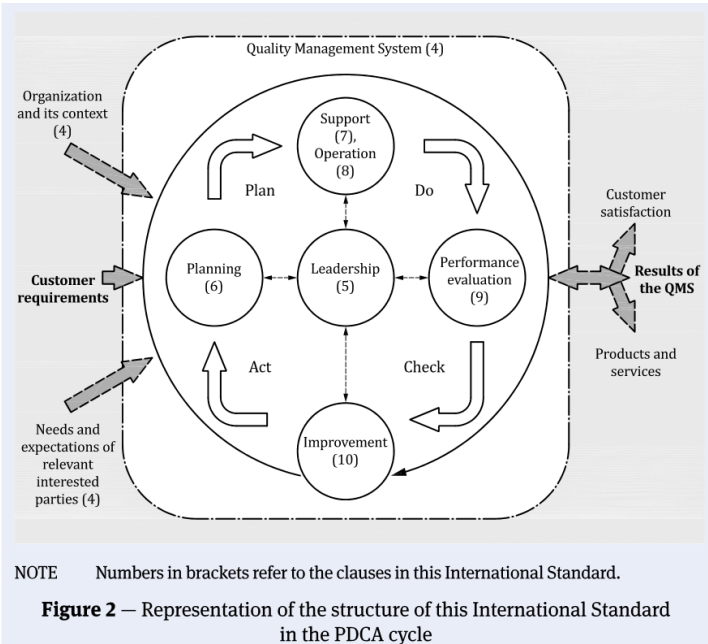 Quality Management System (4)
Organization
and its context
(4)
Support
(7),
Operation
(8)
Plan
Do
Customer
satisfaction
Customer
requirements
Planning
(6)
Leadership
(5)
Performance
evaluation
(9)
Results of
the QMS
Act
Check
Products and
services
Needs and
expectations of
relevant
interested
parties (4)
Improvement
(10)
NOTE Numbers in brackets refer to the clauses in this International Standard.
Figure 2 — Representation of the structure of this International Standard
in the PDCA cycle